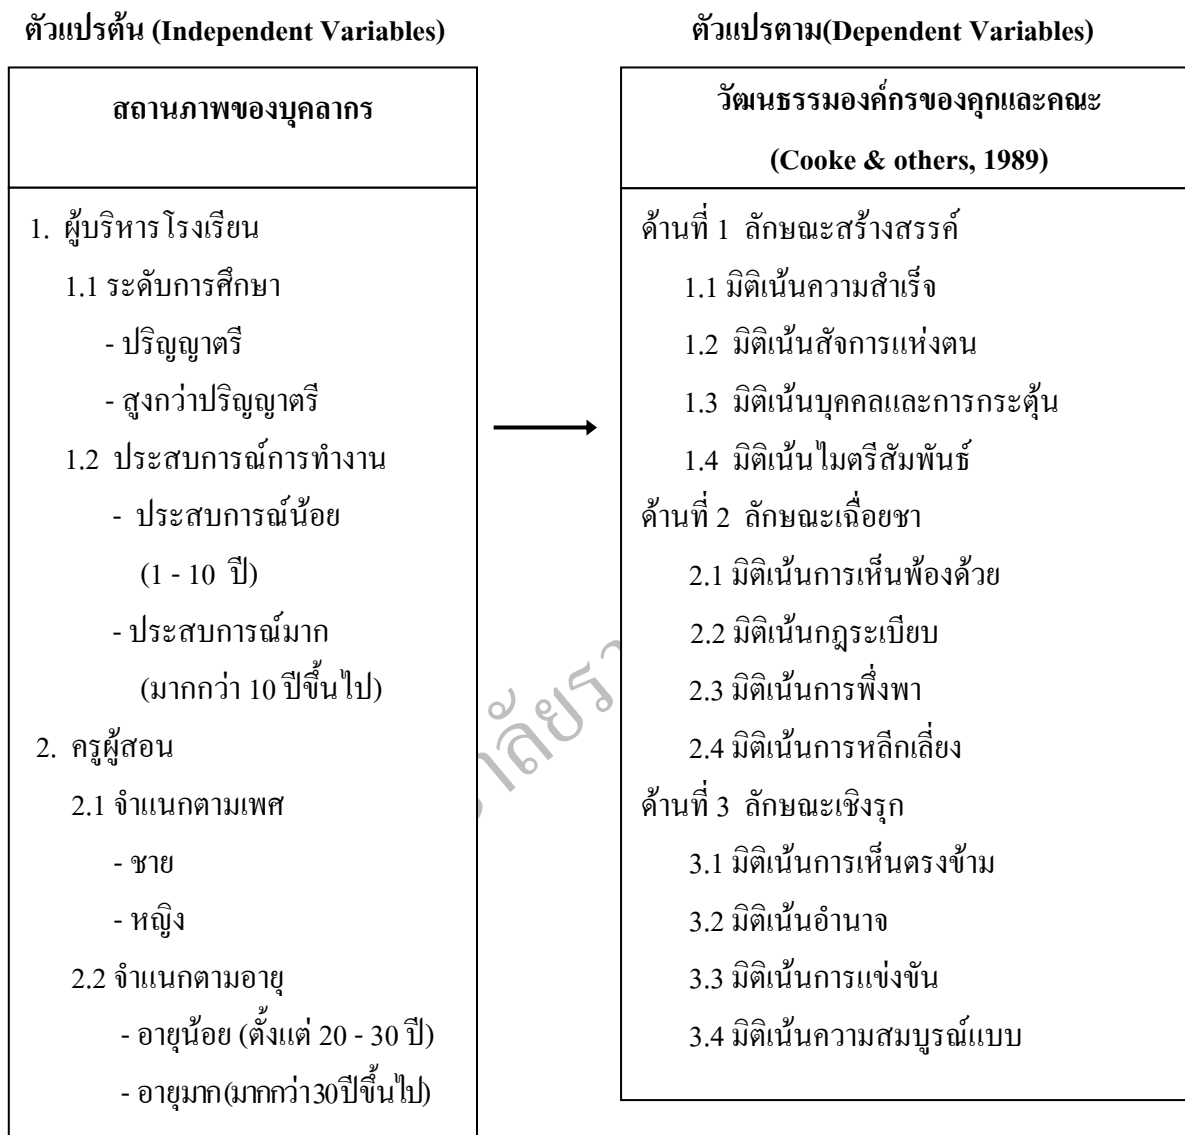 ตัวแปรต้น (Independent Variables)
สถานภาพของบุคลากร
1. ผู้บริหารโรงเรียน
1.1 ระดับการศึกษา
- ปริญญาตรี
- สูงกว่าปริญญาตรี
1.2 ประสบการณ์การทำงาน
- ประสบการณ์น้อย
(1 - 10 ปี)
- ประสบการณ์มาก
(มากกว่า 10 ปีขึ้นไป)
2. ครูผู้สอน
2.1 จำแนกตามเพศ
- ชาย
- หญิง
2.2 จำแนกตามอายุ
- อายุน้อย (ตั้งแต่ 20 - 30 ปี)
- อายุมาก(มากกว่า30ปีขึ้นไป)
ตัวแปรตาม(Dependent Variables)
วัฒนธรรมองค์กรของคุกและคณะ
(Cooke & others, 1989)
ด้านที่ 1 ลักษณะสร้างสรรค์
1.1 มิติเน้นความสำเร็จ
1.2 มิติเน้นสัจการแห่งตน
1.3 มิติเน้นบุคคลและการกระตุ้น
1.4 มิติเน้นไมตรีสัมพันธ์
ด้านที่ 2 ลักษณะเฉื่อยชา
2.1 มิติเน้นการเห็นพ้องด้วย
2.2 มิติเน้นกฎระเบียบ
2.3 มิติเน้นการพึ่งพา
2.4 มิติเน้นการหลีกเลี่ยง
ด้านที่ 3 ลักษณะเชิงรุก
3.1 มิติเน้นการเห็นตรงข้าม
3.2 มิติเน้นอำนาจ
3.3 มิติเน้นการแข่งขัน
3.4 มิติเน้นความสมบูรณ์แบบ